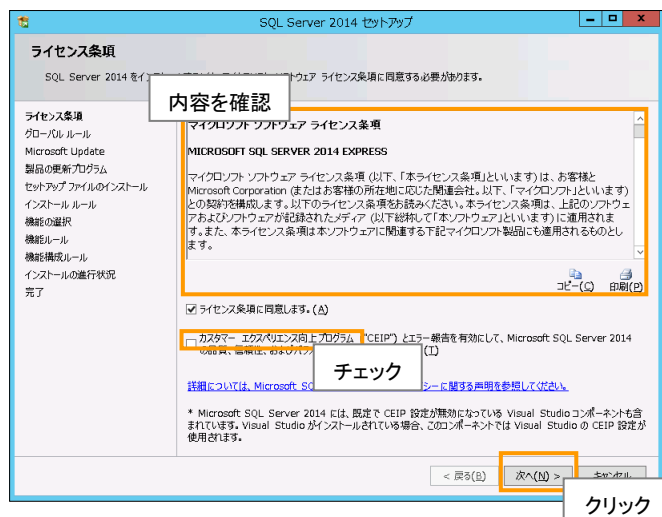 SQL Server 2014 セットアップ
ライセンス条項
SQL Server 2014 をイン
ソフトウェア ライセンス条項に同意する必要があります。
内容を確認
ライセンス条項
グローバル ルール
Microsoft Update
製品の更新プログラム
セットアップ ファイルのインストール
インストール ルール
機能の選択
機能ルール
機能構成ルール
インストールの進行状況
完了
マイクロソフト ソフトウェア ライセンス条項
MICROSOFT SQL SERVER 2014 EXPRESS
マイクロソフト ソフトウェア ライセンス条項 (以下、「本ライセンス条項」といいます) は、お客様と
Microsoft Corporation (またはお客様の所在地に応じた関連会社。以下、「マイクロソフト」といいます)
との契約を構成します。以下のライセンス条項をお読みください。本ライセンス条項は、上記のソフトウェ
アおよびソフトウェアが記録されたメディア (以下総称して「本ソフトウェア」といいます) に適用されま
す。また、本ライセンス条項は本ソフトウェアに関連する下記マイクロソフト製品にも適用されるものとし
ます。
コピー(C) 印刷(P)
ライセンス条項に同意します。(A)
カスタマー エクスペリエンス向上プログラム ("CEIP") とエラー報告を有効にして、Microsoft SQL Server 2014
の品質、信頼性、および
(T)
チェック
詳細については、Microsoft SQ
シーに関する声明を参照してください。
* Microsoft SQL Server 2014 には、既定で CEIP 設定が無効になっている Visual Studio コンポーネントも含
まれています。Visual Studio がインストールされている場合、このコンポーネントでは Visual Studio の CEIP 設定が
使用されます。
< 戻る(B) 次へ(N) > キャンセル
クリック